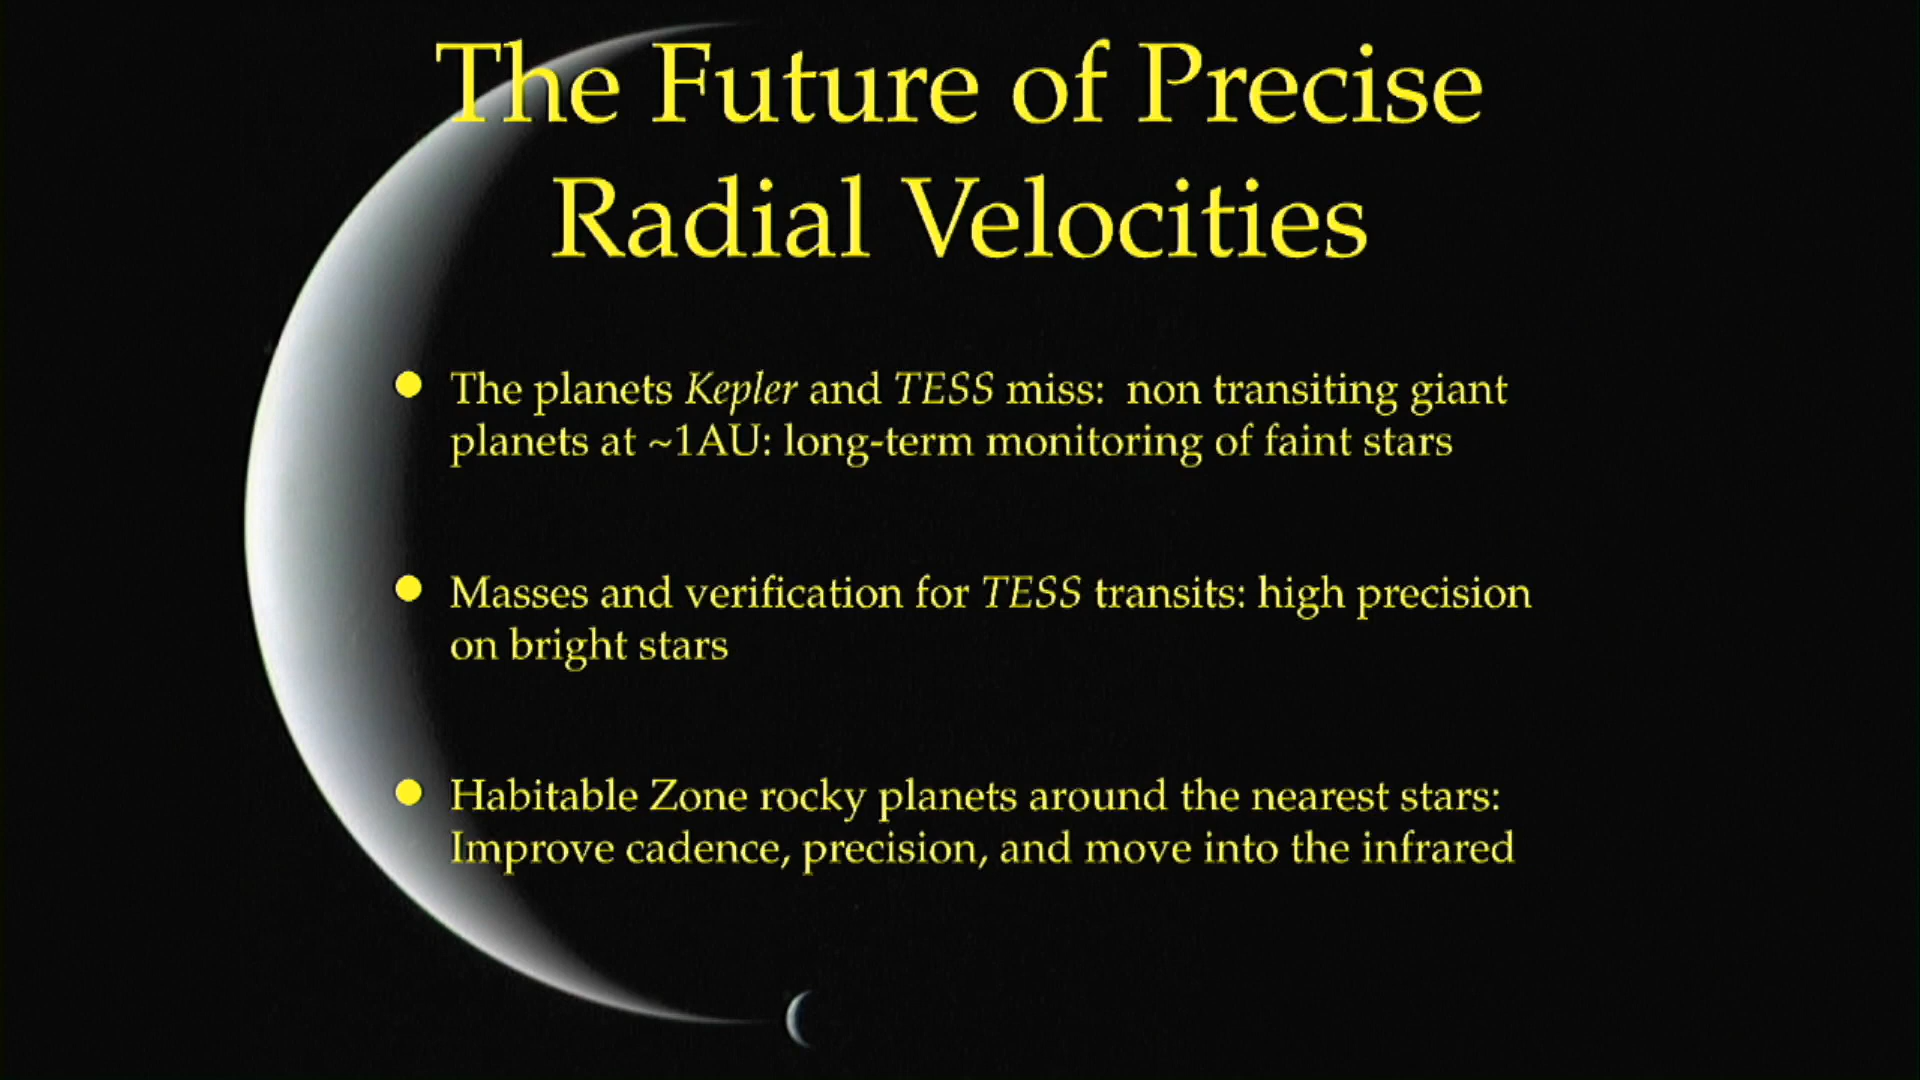 The Future of Precise
Radial Velocities
The planets Kepler and TESS miss: non transiting giant
planets at ~1AU: long-term monitoring of faint stars
Masses and verification for TESS transits: high precision
on bright stars
Habitable Zone rocky planets around the nearest stars:
Improve cadence, precision, and move into the infrared